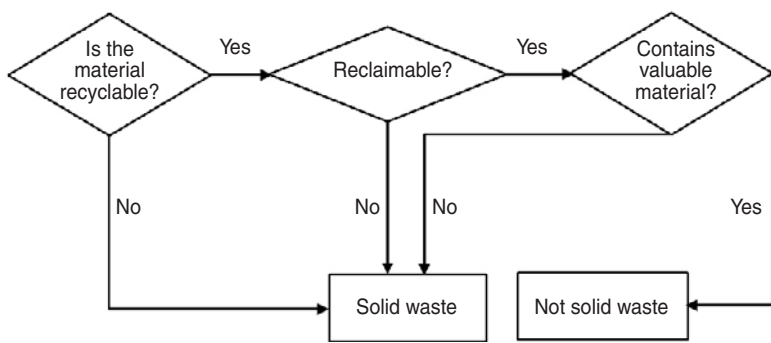 Is the
material
recyclable?
Yes
Reclaimable?
Yes
Contains
valuable
material?
No
No
No
Yes
Solid waste
Not solid waste